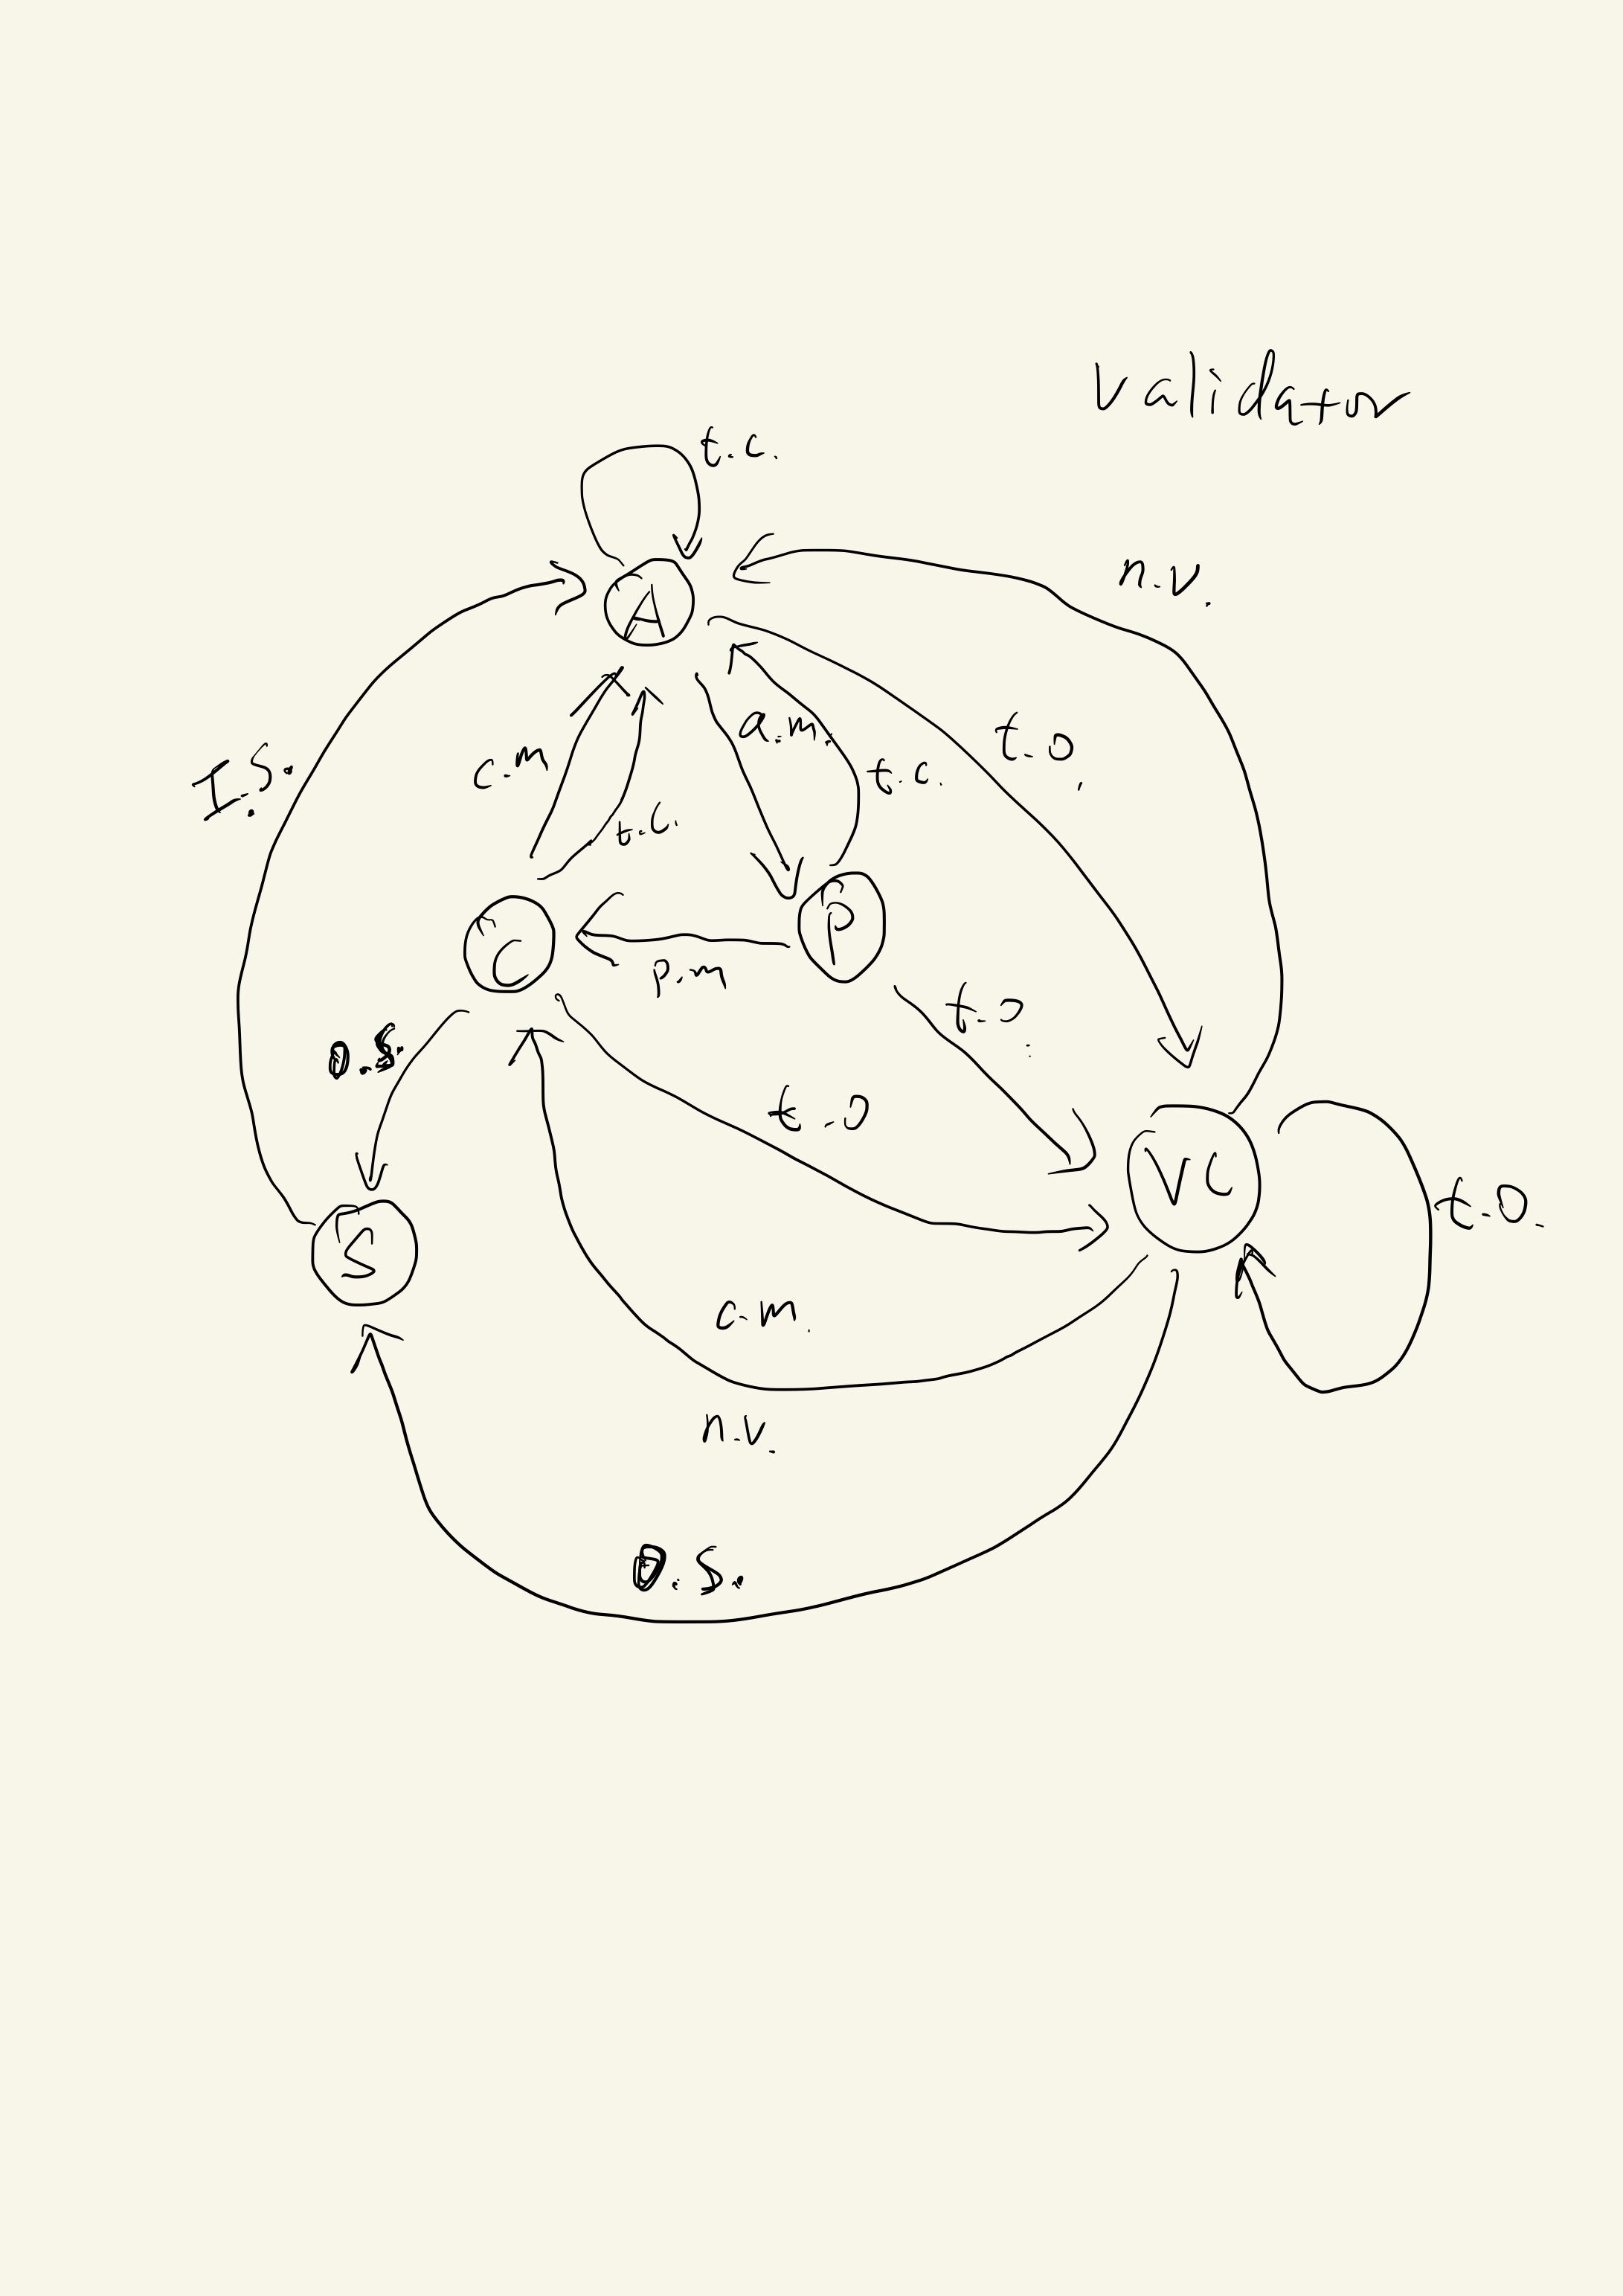 validator
t.c.
n.v.
A
t.o.
a.m.
I.S.
c.m
t.c.
t.c.
P
C
p.m
t.o
O.S.
t.o
VC
t.o.
S
c.m.
n.v.
O.S.